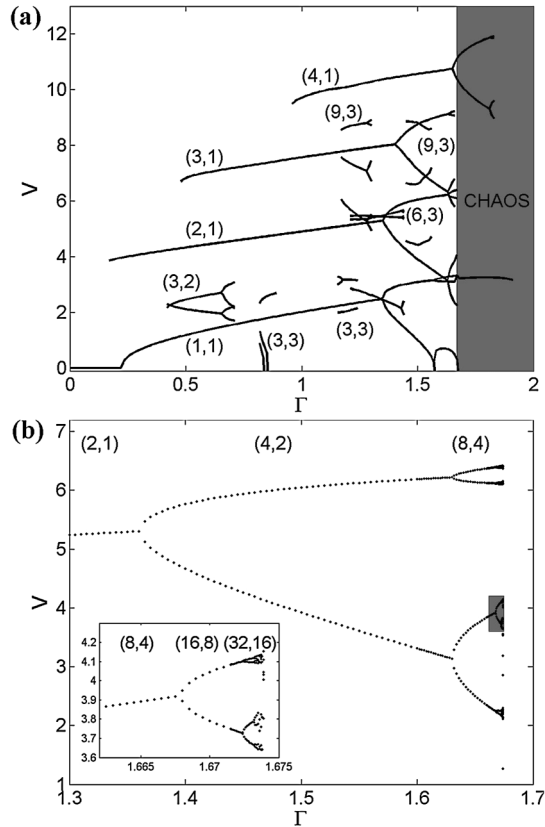 (a)
12
10
8
6
4
2
0
V
(4,1)
(9,3)
(3,1)
(9,3)
(2,1)
(6,3)
CHAOS
(3,2)
(1,1)
(3,3)
(3,3)
0 0.5 1 1.5 2
Γ
(b)
7
6
5
4
3
2
1
V
(2,1) (4,2) (8,4)
(8,4) (16,8) (32,16)
4.2
4.1
4
3.9
3.8
3.7
3.6
1.665 1.67 1.675
1.3 1.4 1.5 1.6 1.7
Γ